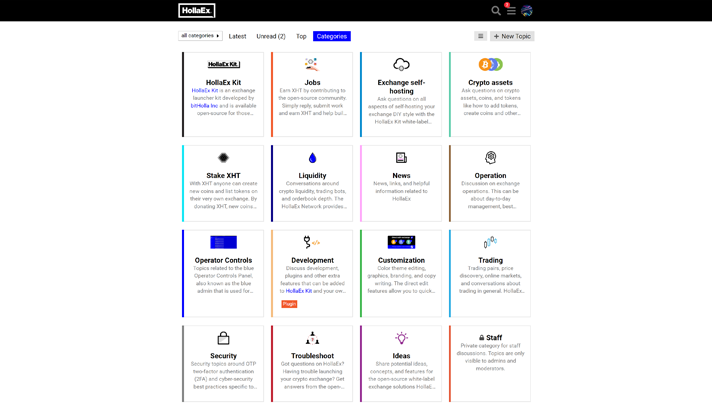 HollaEx.
all categories
Latest
Unread (2)
Top
Categories
New Topic
HollaEx Kit.
HollaEx Kit
HollaEx Kit is an exchange
launcher kit developed by
bitHolla Inc and is available
open-source for those...
Jobs
Earn XHT by contributing to
the open-source community.
Simply reply, submit work
and earn XHT and help buil...
Exchange self-
hosting
Ask questions on all
aspects of self-hosting your
exchange DIY style with the
HollaEx Kit white-label...
Crypto assets
Ask questions on crypto
assets, coins, and tokens
like how to add tokens,
create coins and other...
Stake XHT
With XHT anyone can create
new coins and list tokens on
their very own exchange. By
donating XHT, new coins...
Liquidity
Conversations around
crypto liquidity, trading bots,
and orderbook depth. The
HollaEx Network provides...
News
News, links, and helpful
information related to
HollaEx
Operation
Discussion on exchange
operations. This can be
about day-to-day
management, best...
Operator Controls
Topics related to the blue
Operator Controls Panel,
also known as the blue
admin that is used for...
Development
Discuss development,
plugins and other extra
features that can be added
to HollaEx Kit and your ow...
Plugin
Customization
Color theme editing,
graphics, branding, and copy
writing. The direct edit
features allow you to quick...
Trading
Trading pairs, price
discovery, online markets,
and conversations about
trading in general. HollaEx...
Security
Security topics around OTP
two-factor authentication
(2FA) and cyber-security
best practices specific to...
Troubleshoot
Got questions on HollaEx?
Having trouble launching
your crypto exchange? Get
answers from the open-...
Ideas
Share potential ideas,
concepts, and features for
the open-source white-label
exchange solutions HollaE...
Staff
Private category for staff
discussions. Topics are only
visible to admins and
moderators.